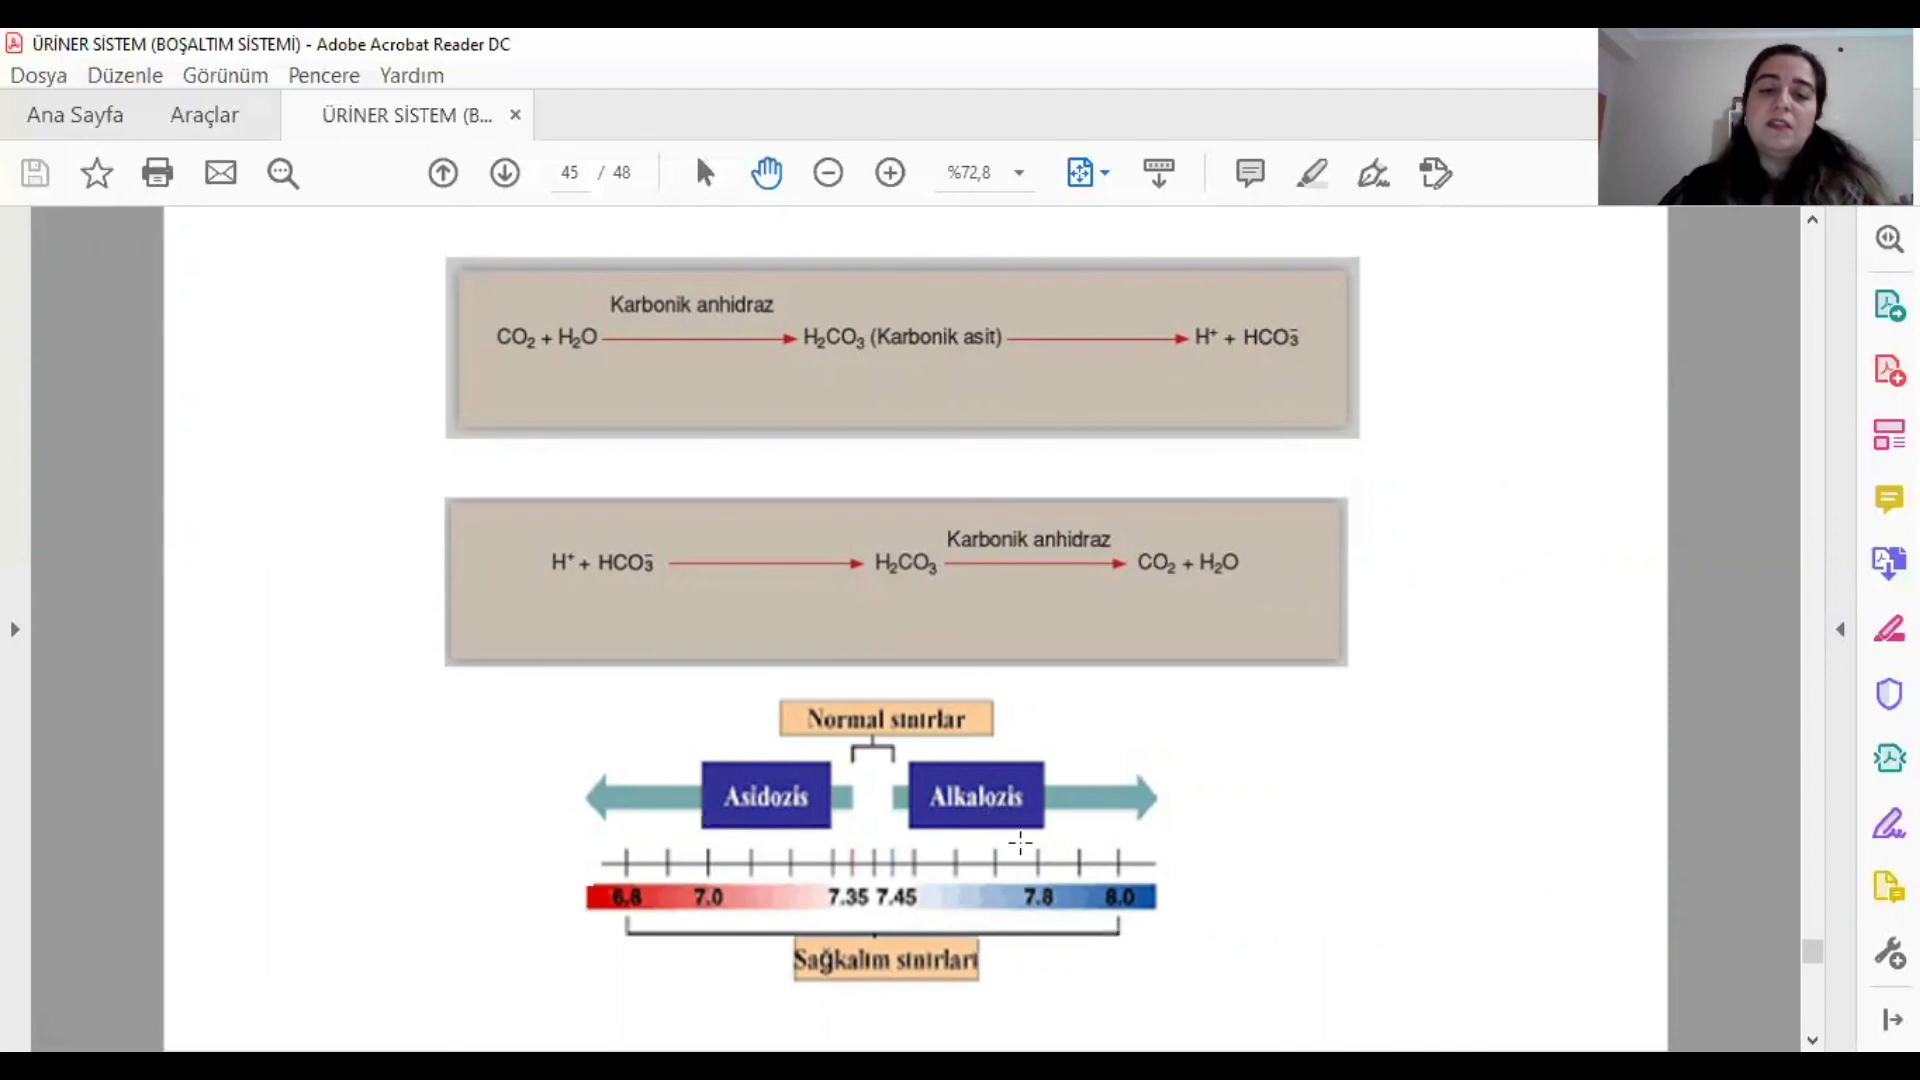 ÜRİNER SİSTEM (BOŞALTIM SİSTEMİ) - Adobe Acrobat Reader DC
Dosya Düzenle Görünüm Pencere Yardım
Ana Sayfa Araçlar ÜRİNER SİSTEM (B... ×
45 / 48 %72,8
Karbonik anhidraz
CO₂ + H₂O H₂CO₃ (Karbonik asit) H⁺ + HCO₃⁻
Karbonik anhidraz
H⁺ + HCO₃⁻ H₂CO₃ CO₂ + H₂O
Normal sınırlar
Asidozis Alkalozis
6.8 7.0 7.35 7.45 7.8 8.0
Sağkalım sınırları